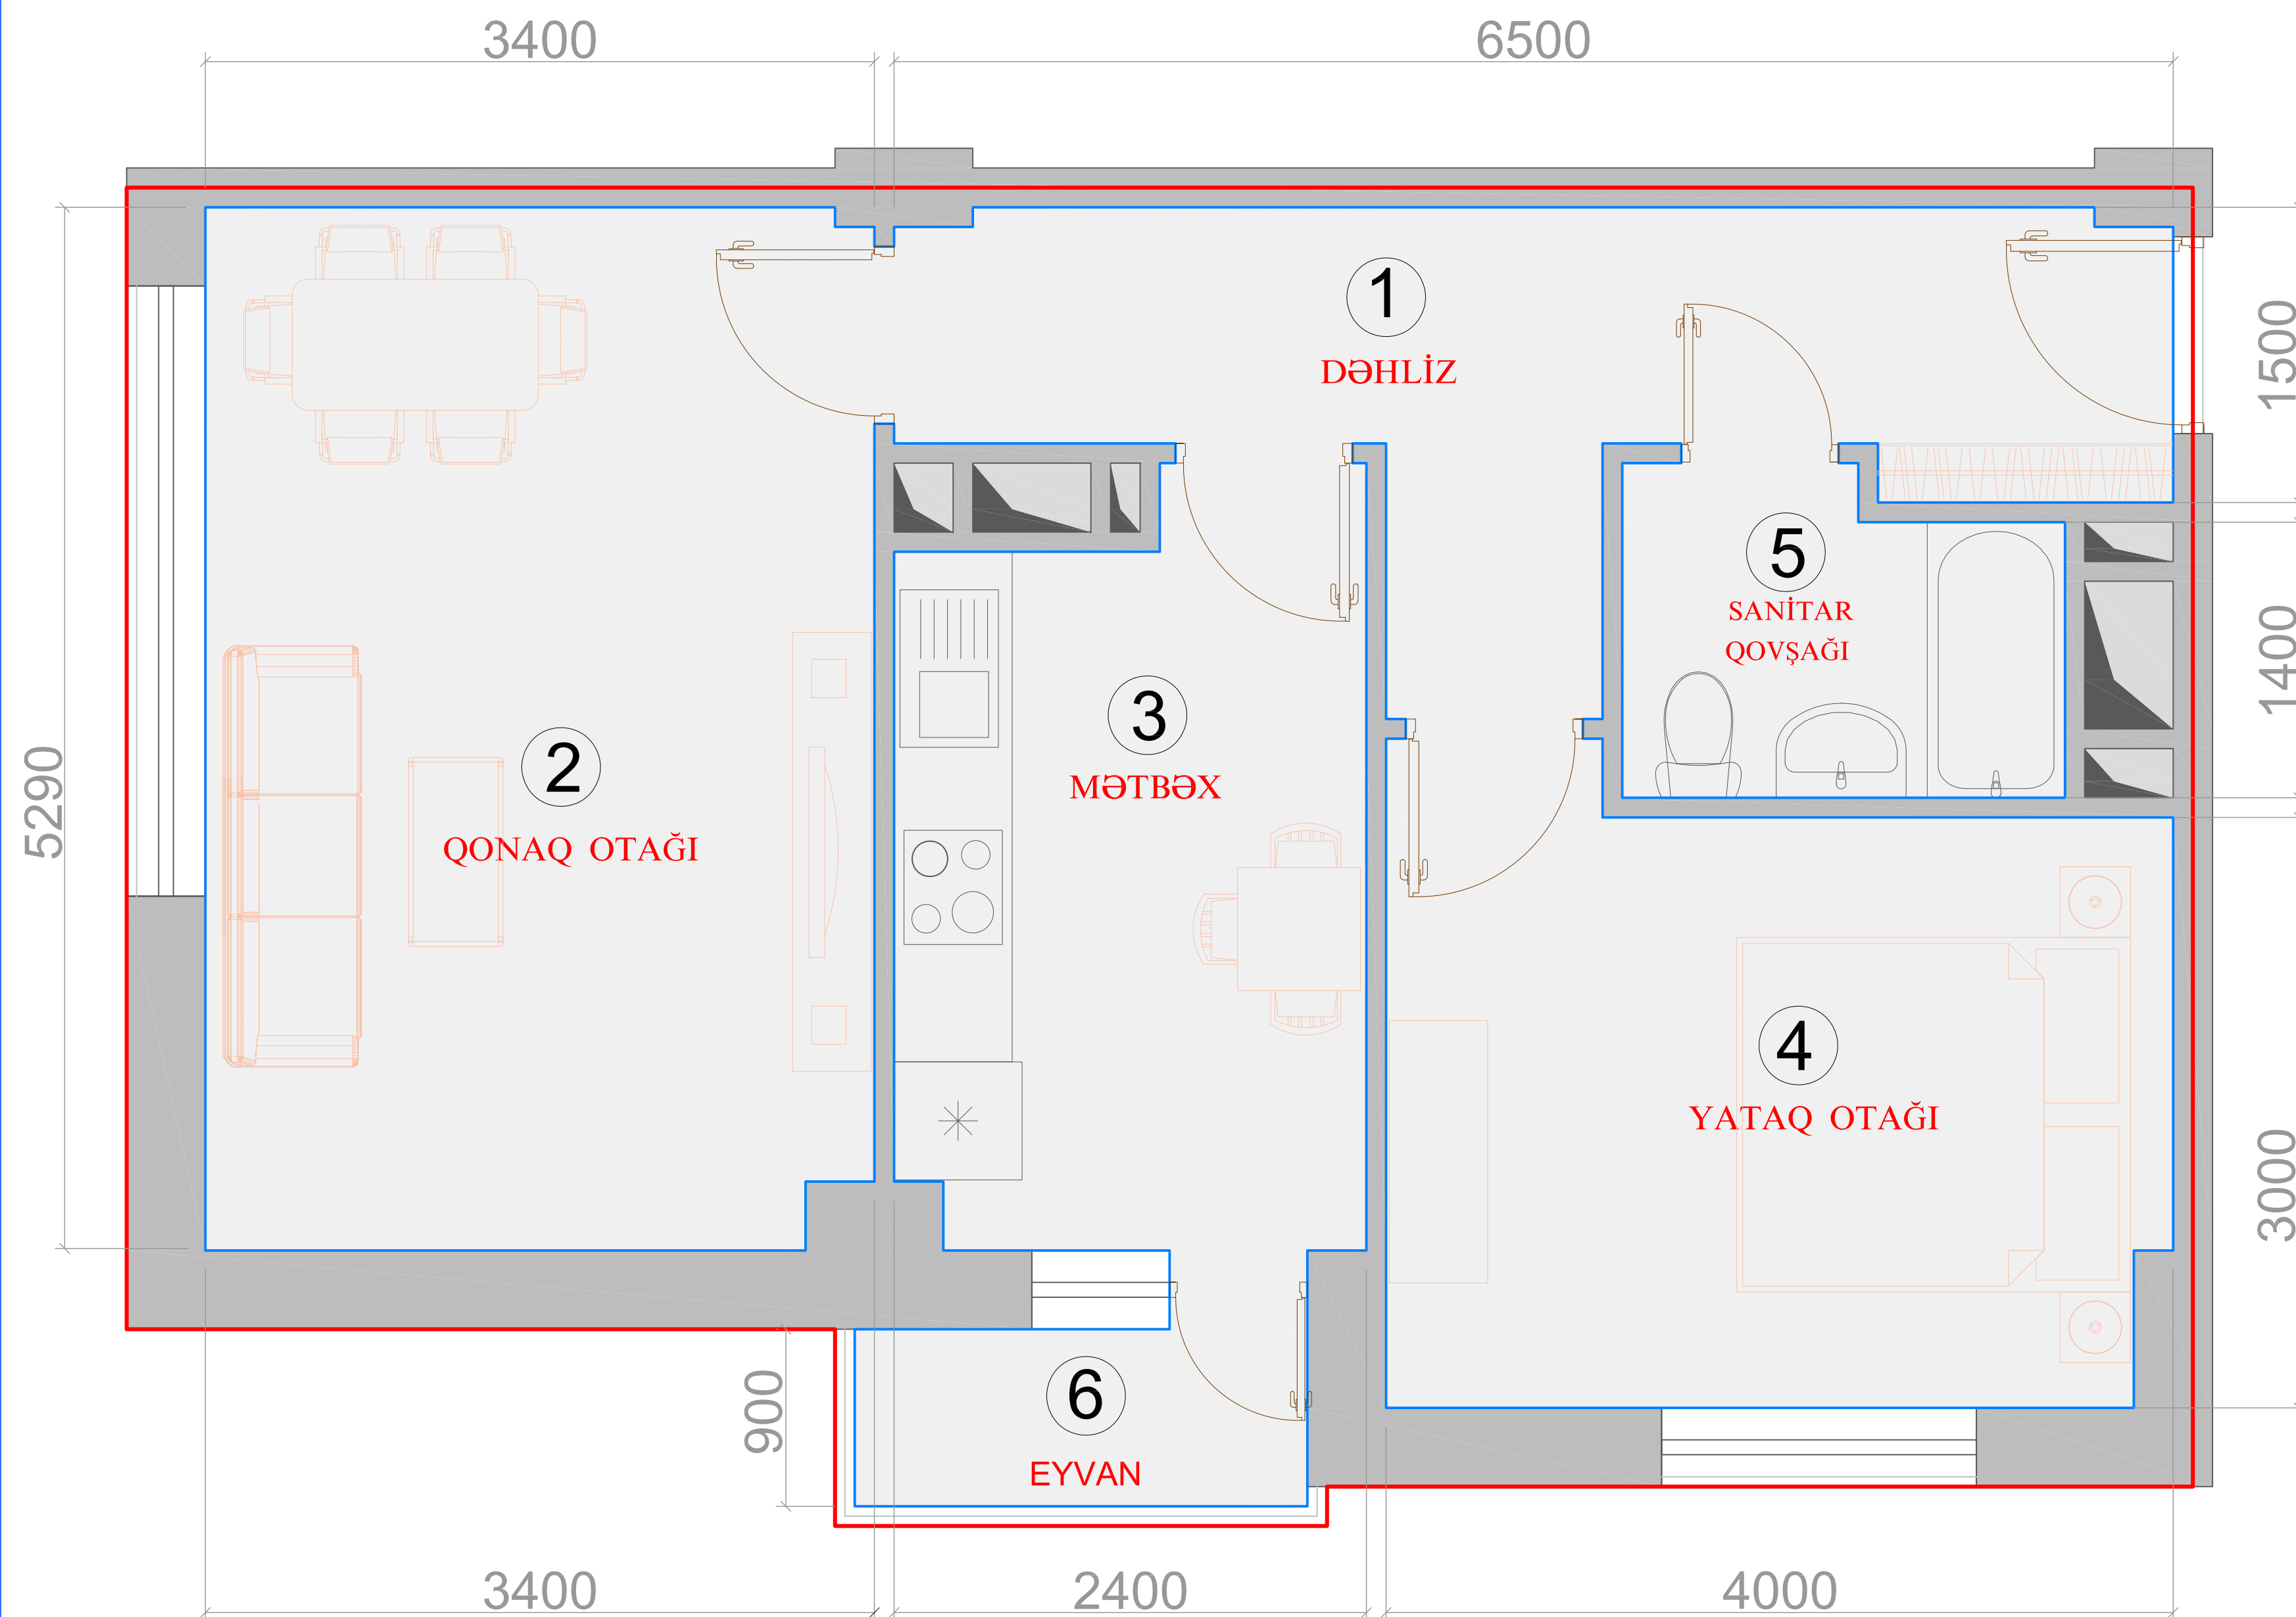 3400
6500
1
DƏHLİZ
1500
5
SANİTAR
QOVŞAĞI
1400
3
MƏTBƏX
2
QONAQ OTAĞI
5290
4
YATAQ OTAĞI
3000
6
EYVAN
900
3400
2400
4000